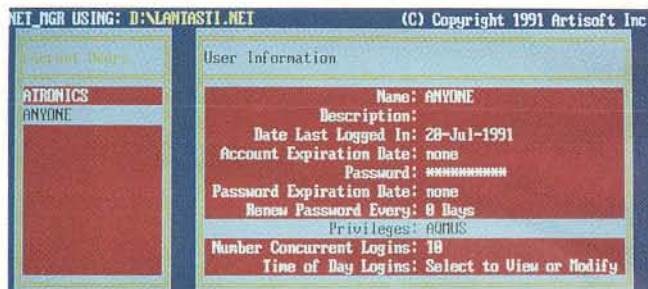 NET_MGR USING: D:\LANTASTI.NET (C) Copyright 1991 Artisoft Inc
User Information
ATRONICS
ANYONE
Name: ANYONE
Description:
Date Last Logged In: 20-Jul-1991
Account Expiration Date: none
Password: **********
Password Expiration Date: none
Renew Password Every: 0 Days
Privileges: AQMUS
Number Concurrent Logins: 10
Time of Day Logins: Select to View or Modify